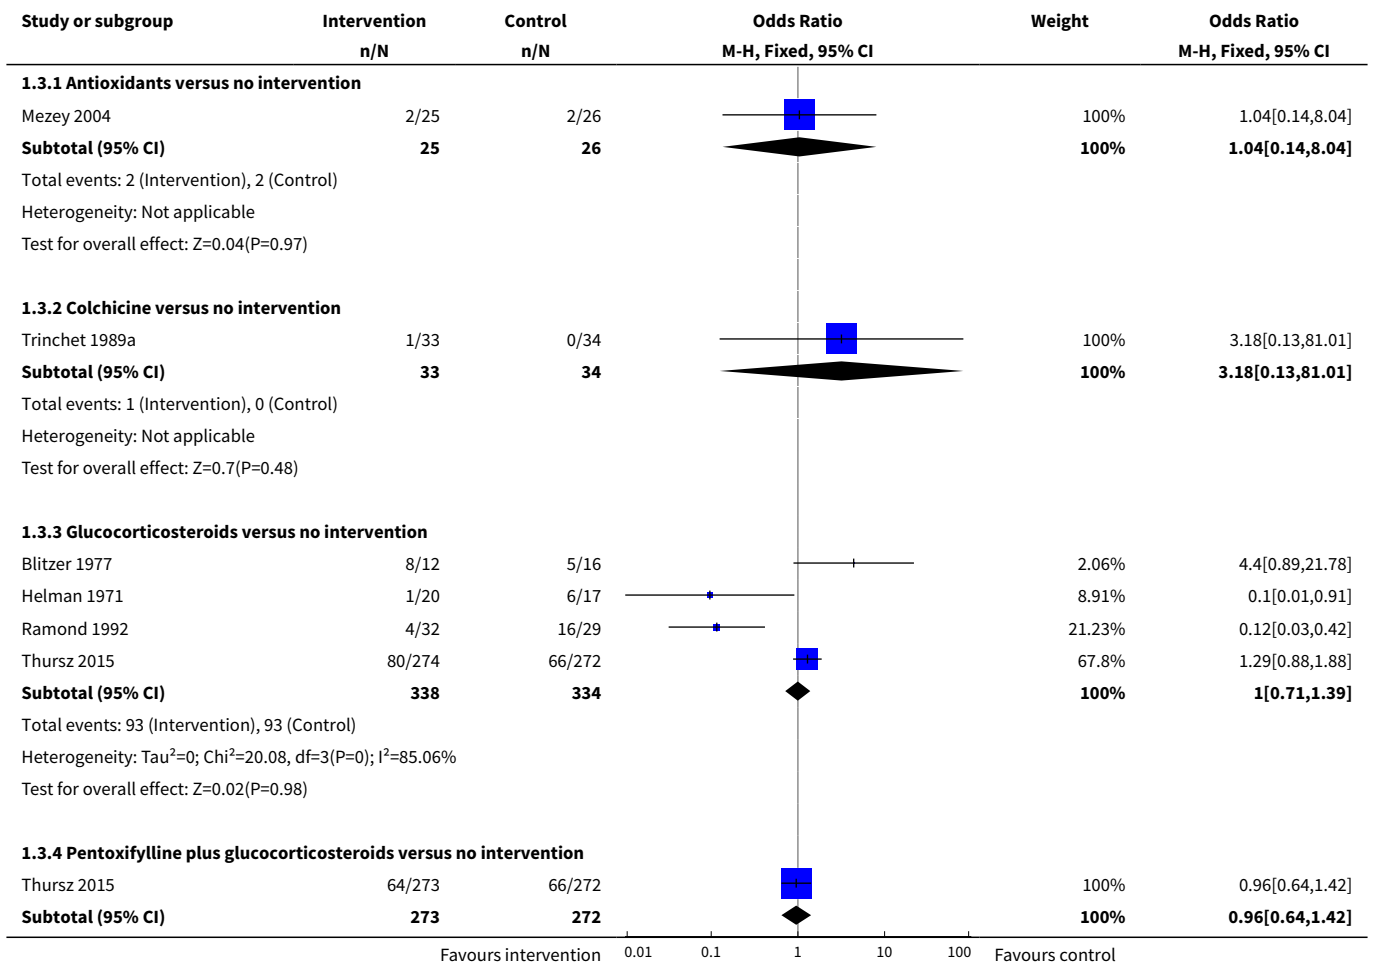 Study or subgroup Intervention Control Odds Ratio Weight Odds Ratio
n/N n/N M-H, Fixed, 95% CI M-H, Fixed, 95% CI
1.3.1 Antioxidants versus no intervention
Mezey 2004 2/25 2/26 100% 1.04[0.14,8.04]
Subtotal (95% CI) 25 26 100% 1.04[0.14,8.04]
Total events: 2 (Intervention), 2 (Control)
Heterogeneity: Not applicable
Test for overall effect: Z=0.04(P=0.97)
1.3.2 Colchicine versus no intervention
Trinchet 1989a 1/33 0/34 100% 3.18[0.13,81.01]
Subtotal (95% CI) 33 34 100% 3.18[0.13,81.01]
Total events: 1 (Intervention), 0 (Control)
Heterogeneity: Not applicable
Test for overall effect: Z=0.7(P=0.48)
1.3.3 Glucocorticosteroids versus no intervention
Blitzer 1977 8/12 5/16 2.06% 4.4[0.89,21.78]
Helman 1971 1/20 6/17 8.91% 0.1[0.01,0.91]
Ramond 1992 4/32 16/29 21.23% 0.12[0.03,0.42]
Thursz 2015 80/274 66/272 67.8% 1.29[0.88,1.88]
Subtotal (95% CI) 338 334 100% 1[0.71,1.39]
Total events: 93 (Intervention), 93 (Control)
Heterogeneity: Tau²=0; Chi²=20.08, df=3(P=0); I²=85.06%
Test for overall effect: Z=0.02(P=0.98)
1.3.4 Pentoxifylline plus glucocorticosteroids versus no intervention
Thursz 2015 64/273 66/272 100% 0.96[0.64,1.42]
Subtotal (95% CI) 273 272 100% 0.96[0.64,1.42]
Favours intervention 0.01 0.1 1 10 100 Favours control